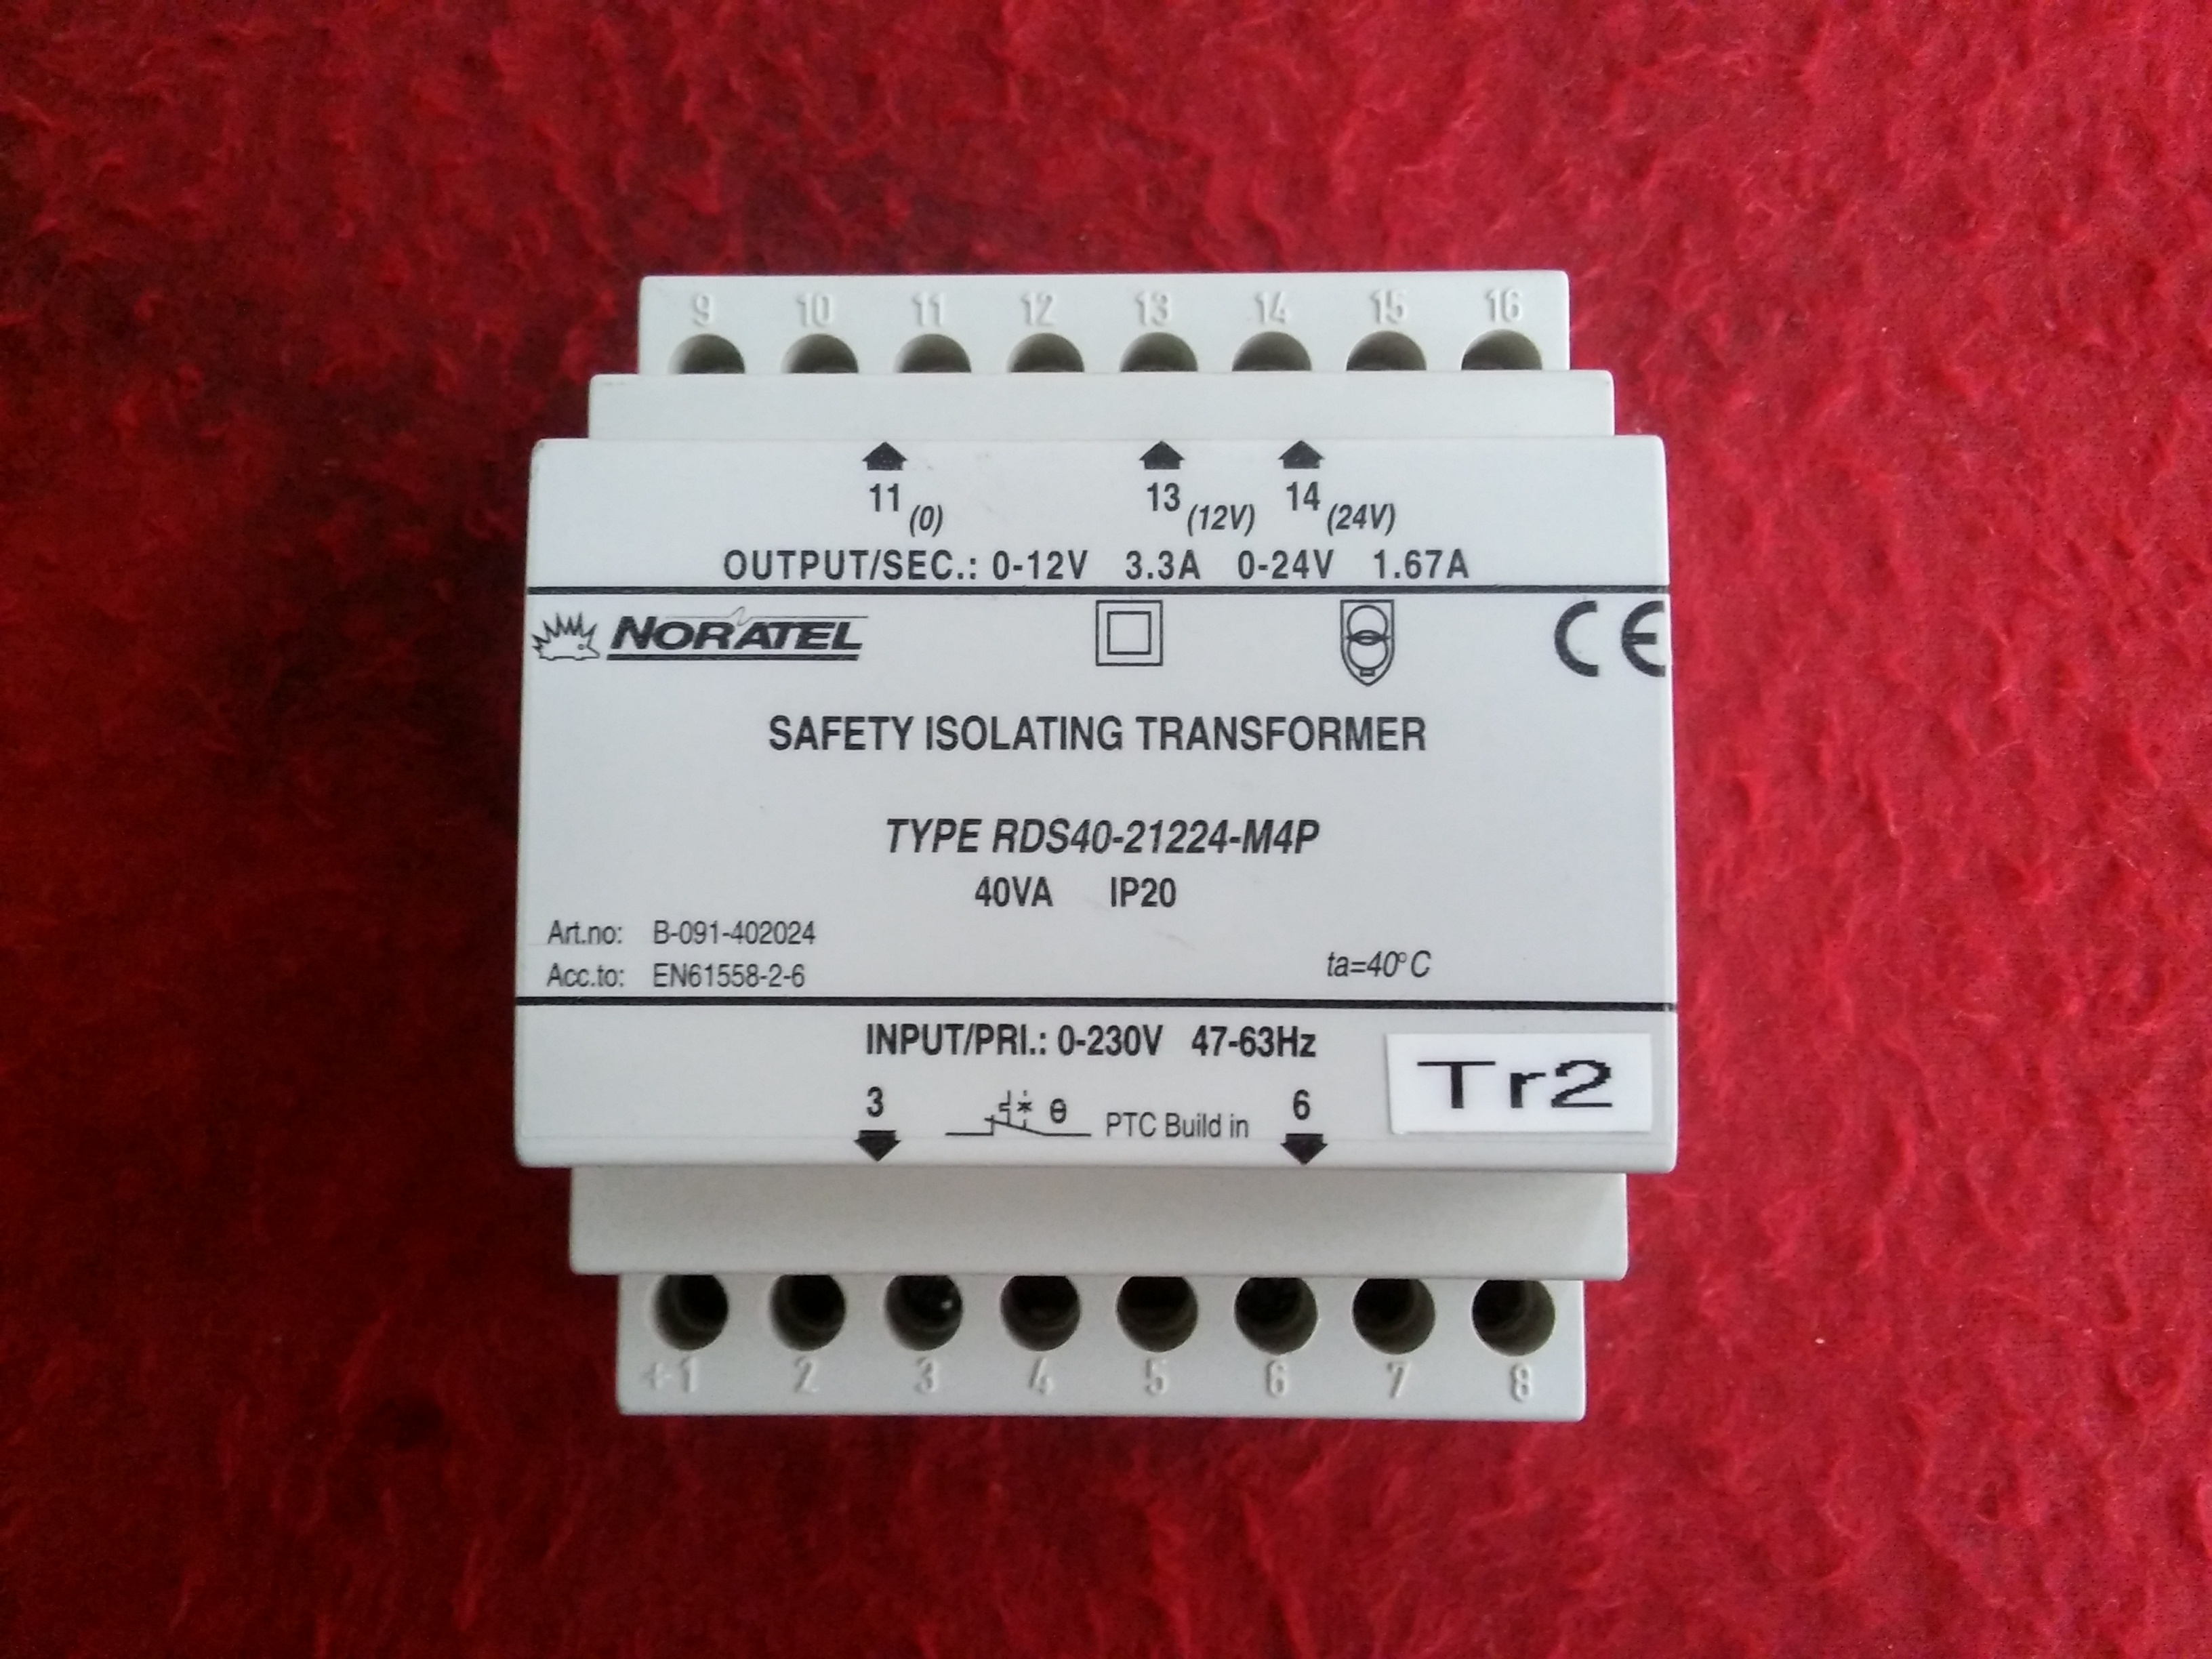 9 10 11 12 13 14 15 16
11 (0) 13 (12V) 14 (24V)
OUTPUT/SEC.: 0-12V 3.3A 0-24V 1.67A
NORATEL CE
SAFETY ISOLATING TRANSFORMER
TYPE RDS40-21224-M4P
40VA IP20
Art.no: B-091-402024
ta=40°C
Acc.to: EN61558-2-6
INPUT/PRI.: 0-230V 47-63Hz
Tr2
3 θ PTC Build in 6
+1 2 3 4 5 6 7 8